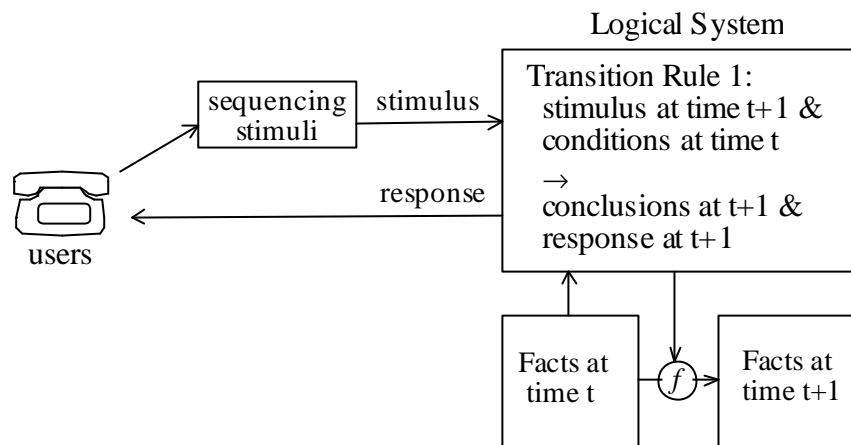 Logical System
sequencing
stimuli
stimulus
Transition Rule 1:
stimulus at time t+1 &
conditions at time t
→
conclusions at t+1 &
response at t+1
response
users
Facts at
time t
f
Facts at
time t+1